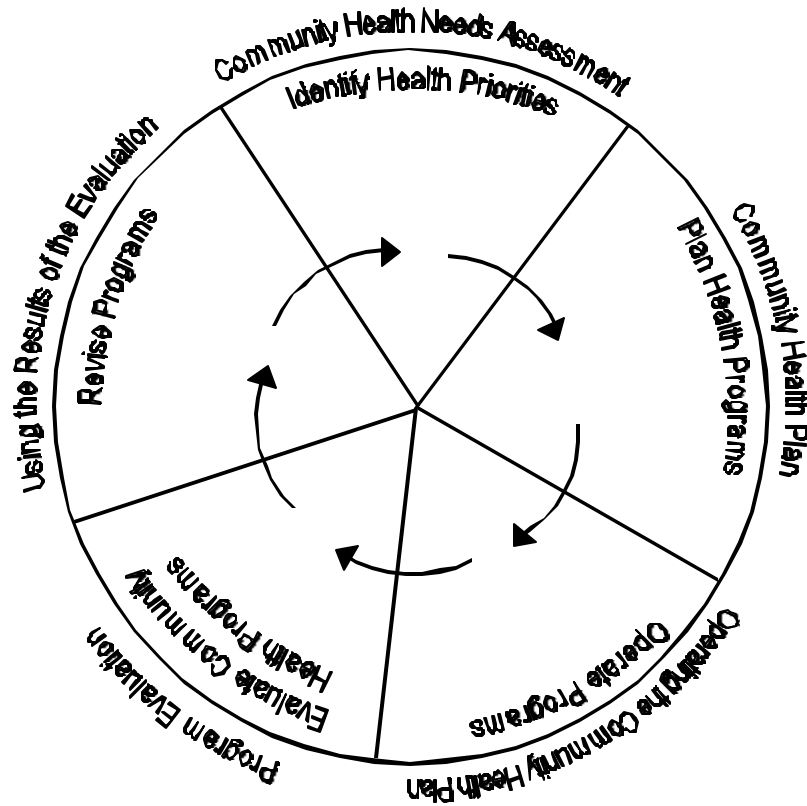 Community Health Needs Assessment
Identify Health Priorities
Community Health Plan
Plan Health Programs
Operating the Community Health Plan
Operate Programs
Program Evaluation
Evaluate Community
Health Programs
Using the Results of the Evaluation
Revise Programs